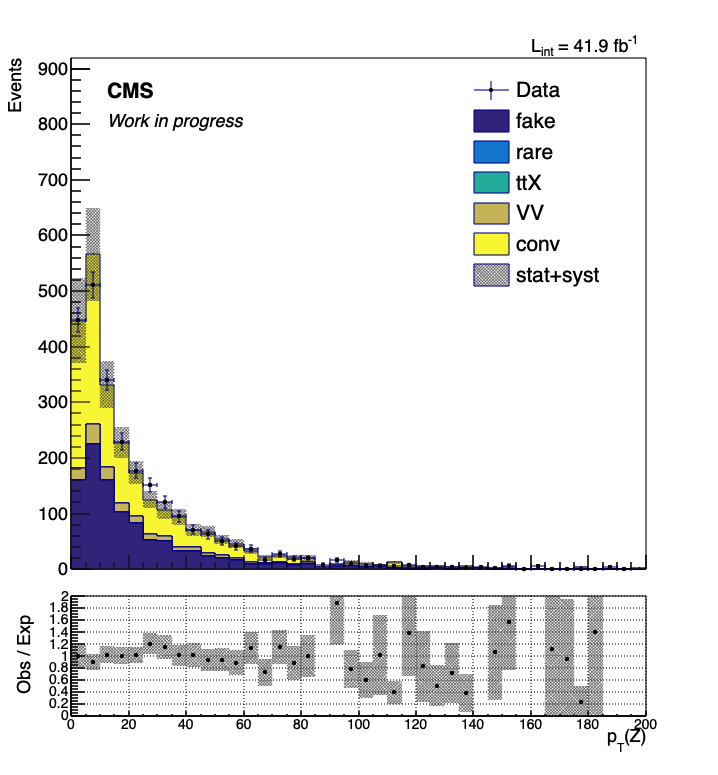 L_int = 41.9 fb^-1
Events
900
800
700
600
500
400
300
200
100
0
CMS
Work in progress
Data
fake
rare
ttX
VV
conv
stat+syst
Obs / Exp
2
1.8
1.6
1.4
1.2
1
0.8
0.6
0.4
0.2
0
0 20 40 60 80 100 120 140 160 180 200
p_T(Z)